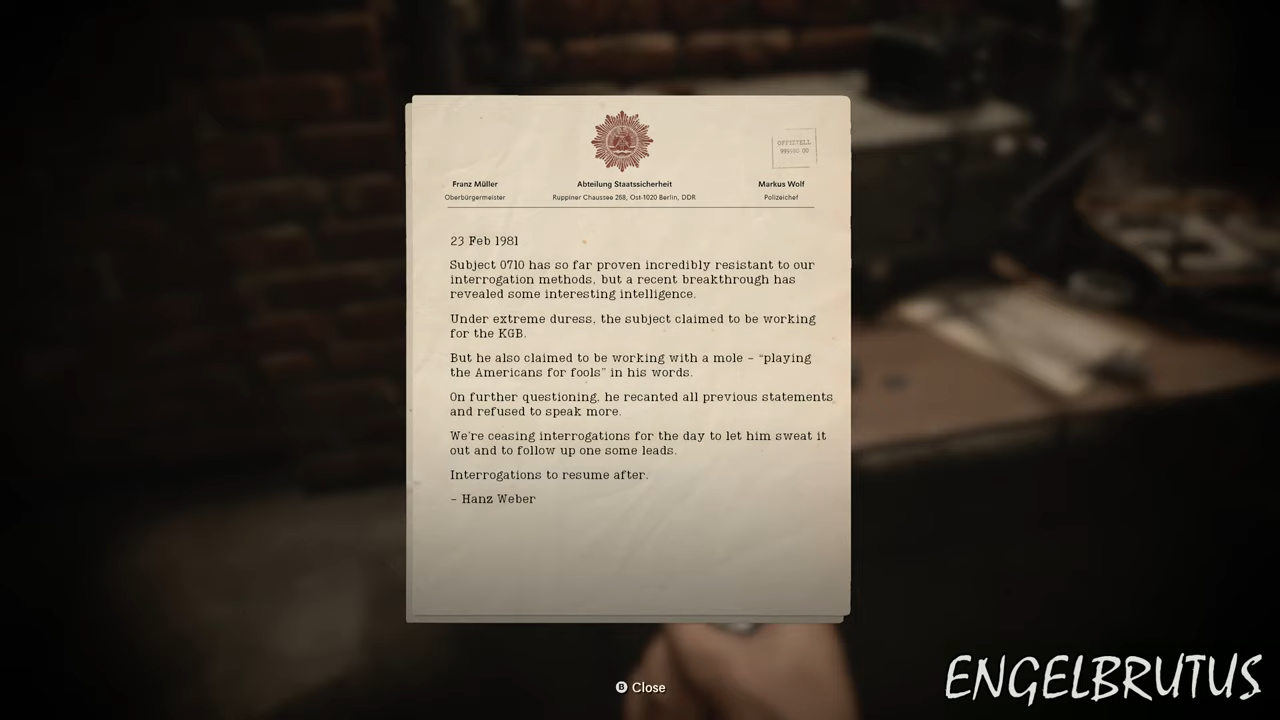 OFFIZIELL
Franz Müller
Abteilung Staatssicherheit
Markus Wolf
Oberbürgermeister
Ruppiner Chaussee 268, Ost-1020 Berlin, DDR
Polizeichef
23 Feb 1981
Subject 0710 has so far proven incredibly resistant to our
interrogation methods, but a recent breakthrough has
revealed some interesting intelligence.
Under extreme duress, the subject claimed to be working
for the KGB.
But he also claimed to be working with a mole – “playing
the Americans for fools” in his words.
On further questioning, he recanted all previous statements
and refused to speak more.
We're ceasing interrogations for the day to let him sweat it
out and to follow up one some leads.
Interrogations to resume after.
– Hanz Weber
B Close
ENGELBRUTUS